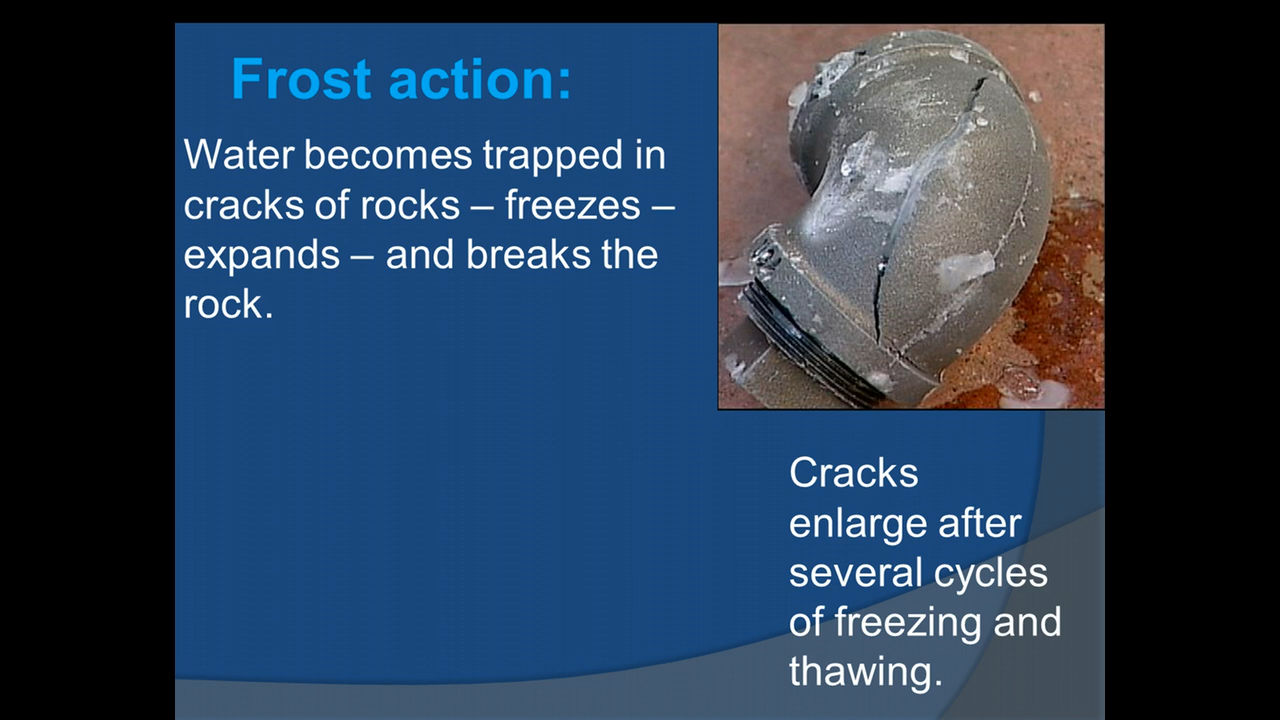 Frost action:
Water becomes trapped in
cracks of rocks – freezes –
expands – and breaks the
rock.
Cracks
enlarge after
several cycles
of freezing and
thawing.